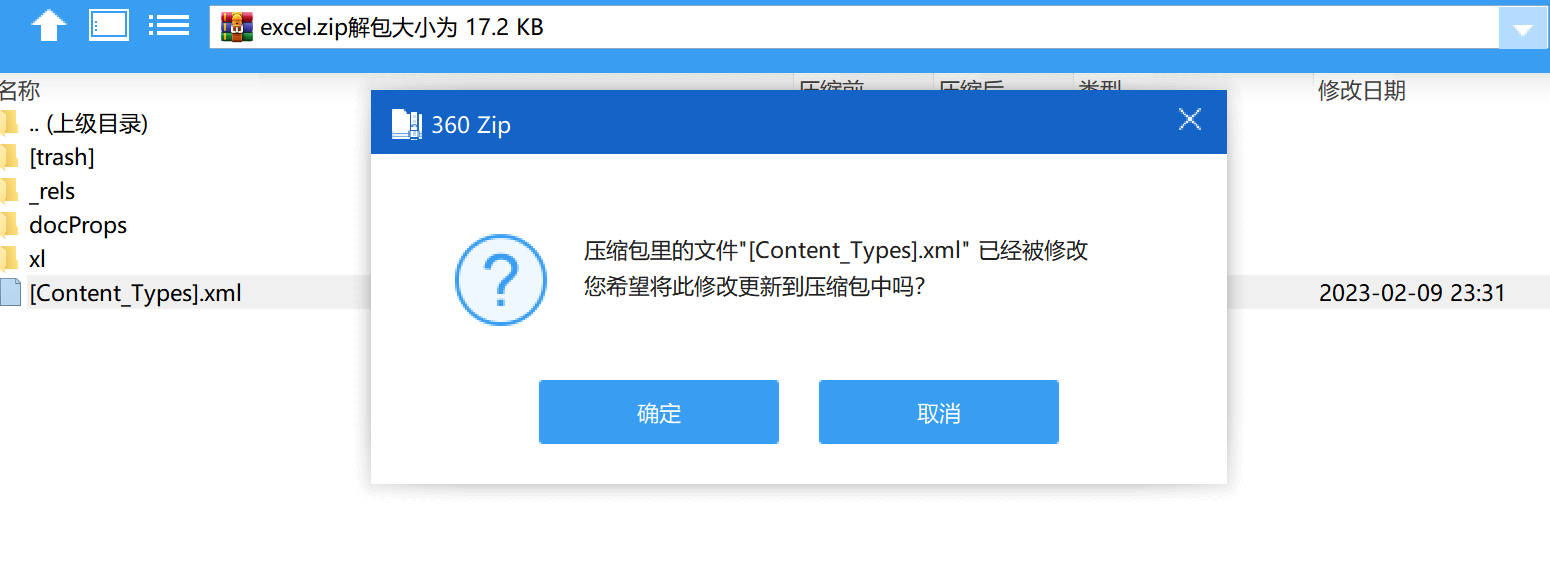 excel.zip解包大小为 17.2 KB
名称 压缩前 压缩后 类型 修改日期
.. (上级目录)
[trash]
_rels
docProps
xl
[Content_Types].xml 2023-02-09 23:31
360 Zip
压缩包里的文件"[Content_Types].xml" 已经被修改
您希望将此修改更新到压缩包中吗?
确定 取消